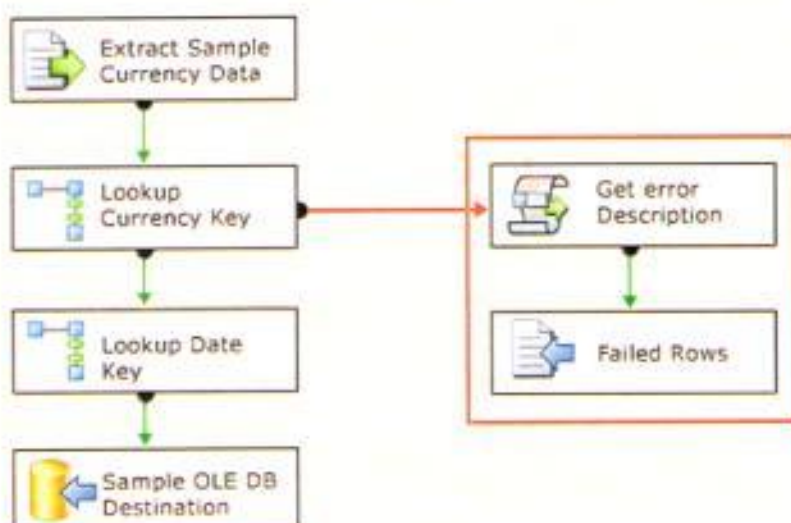 Extract Sample
Currency Data
Lookup
Currency Key
Lookup Date
Key
Sample OLE DB
Destination
Get error
Description
Failed Rows